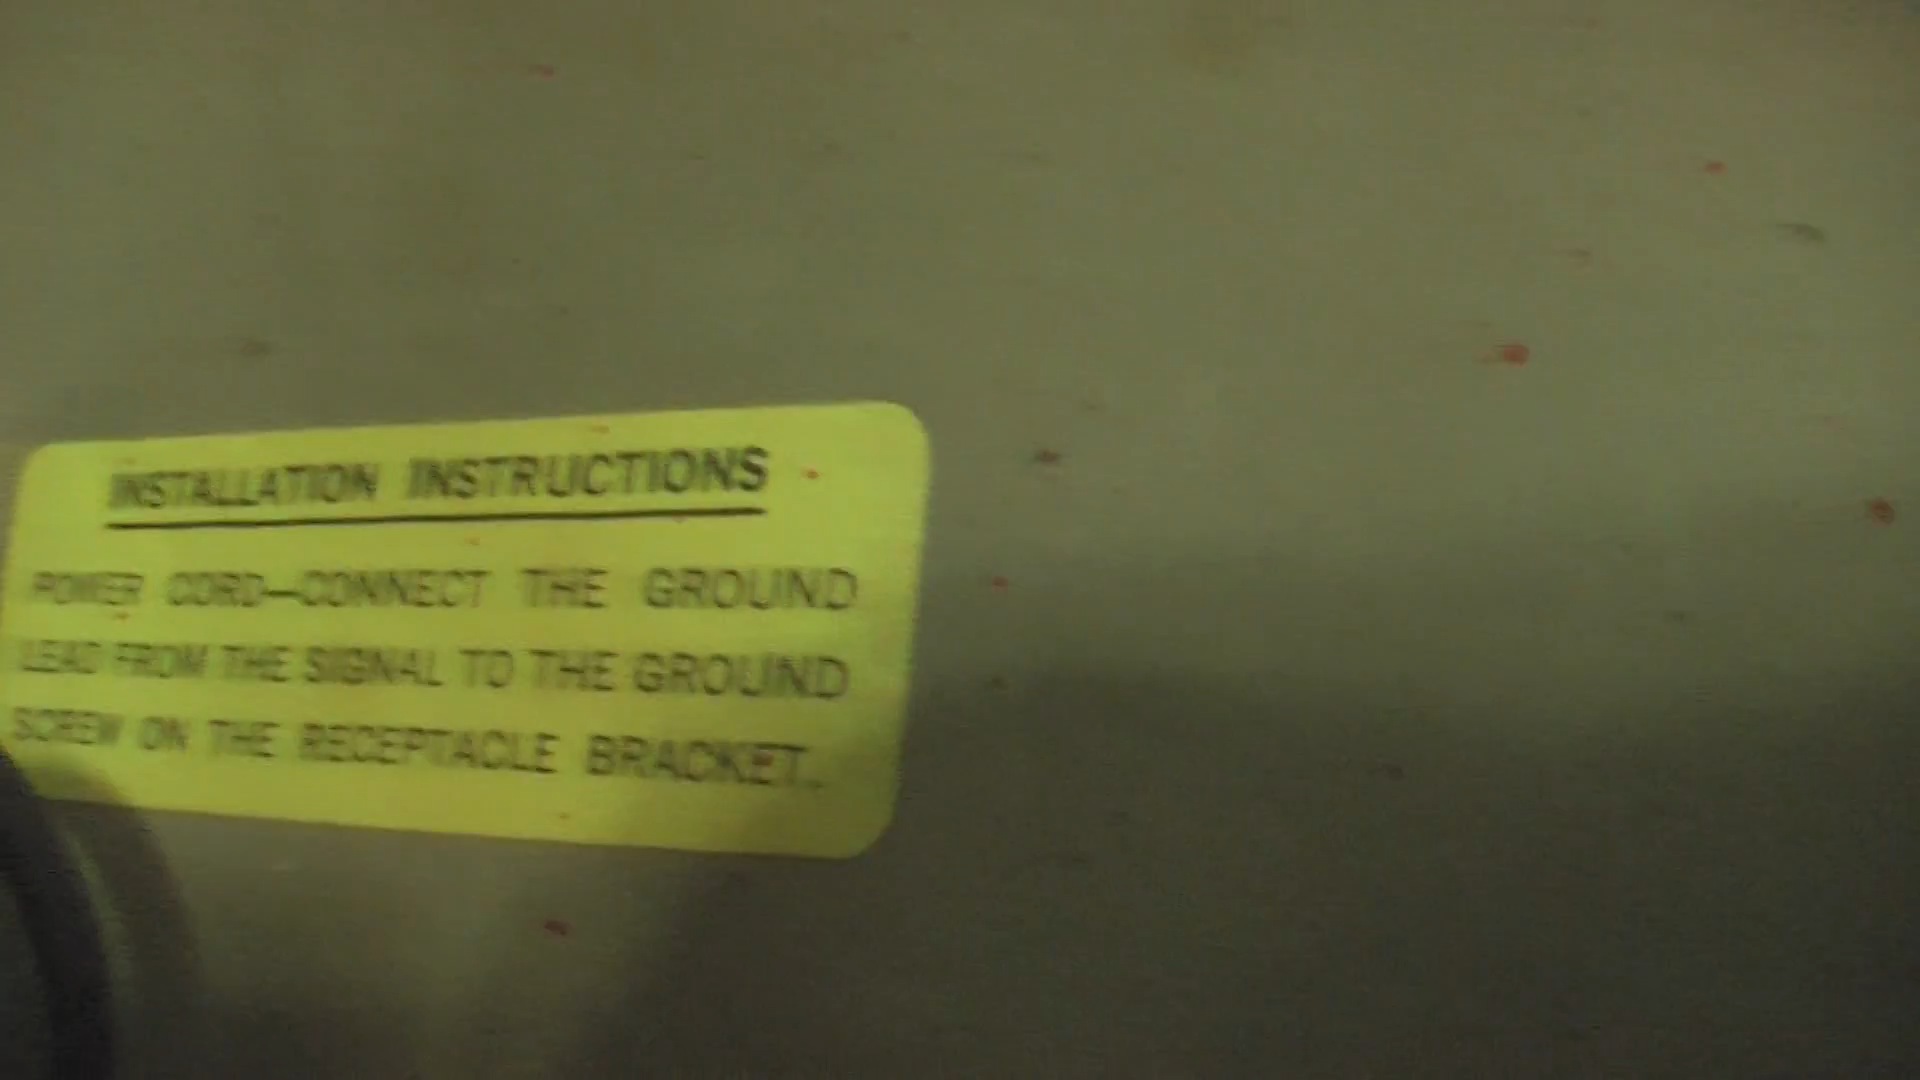 INSTALLATION INSTRUCTIONS
POWER CORD—CONNECT THE GROUND
LEAD FROM THE SIGNAL TO THE GROUND
SCREW ON THE RECEPTACLE BRACKET.